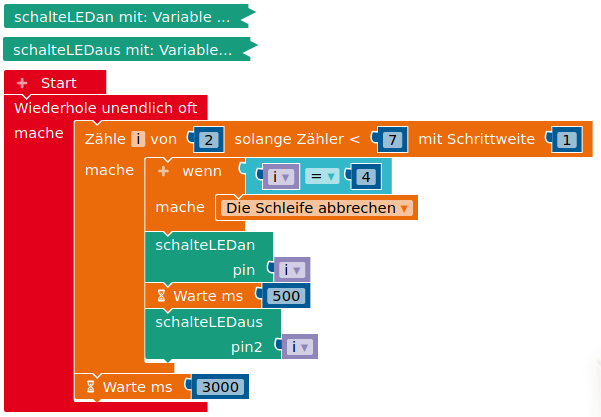 schalteLEDan mit: Variable ...
schalteLEDaus mit: Variable...
+ Start
Wiederhole unendlich oft
mache
Zähle i von 2 solange Zähler < 7 mit Schrittweite 1
mache
+ wenn i = 4
mache Die Schleife abbrechen
schalteLEDan
pin i
Warte ms 500
schalteLEDaus
pin2 i
Warte ms 3000